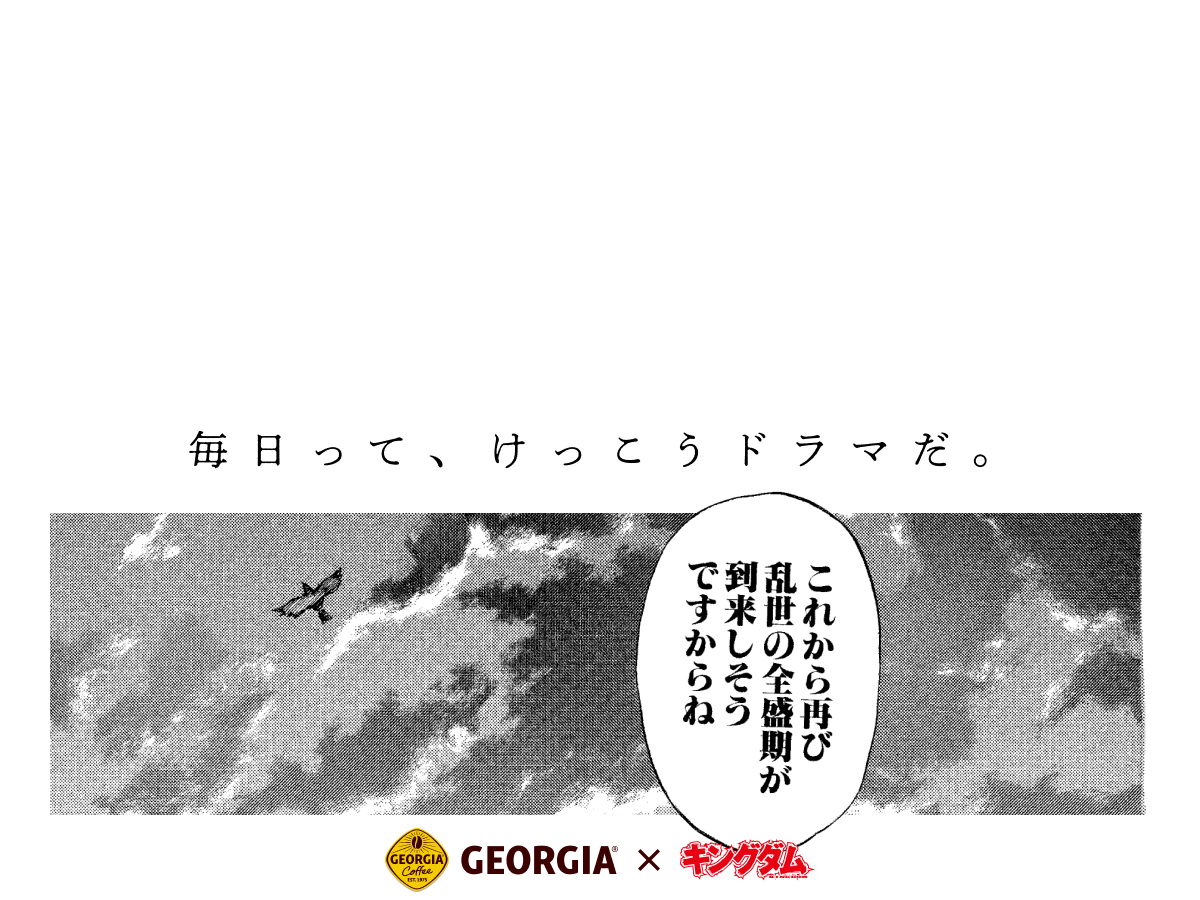 毎日って、けっこうドラマだ。
これから再び
乱世の全盛期が
到来しそう
ですからね
GEORGIA
Coffee
EST. 1975
GEORGIA® × キングダム